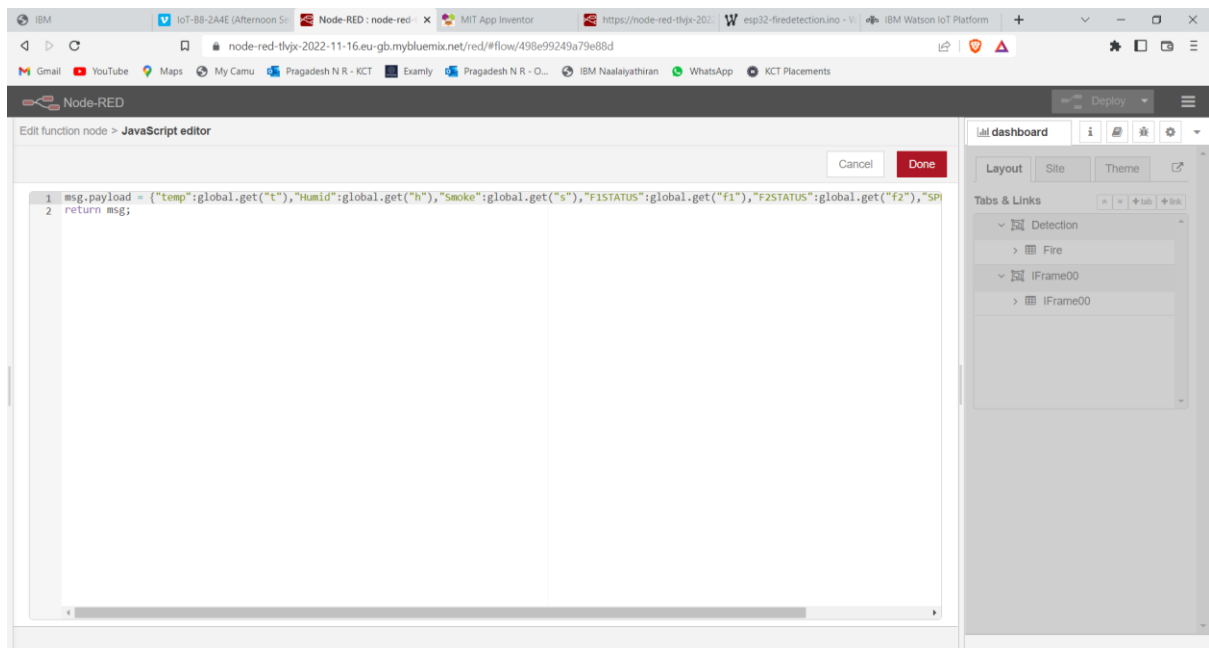 IBM
IoT-BB-2A4E (Afternoon Se
Node-RED : node-red-
MIT App Inventor
https://node-red-tlvjx-202
esp32-firedetection.ino - W
IBM Watson IoT Platform
node-red-tlvjx-2022-11-16.eu-gb.mybluemix.net/red/#flow/498e99249a79e88d
Gmail YouTube Maps My Camu Pragadesh N R - KCT Examly Pragadesh N R - O... IBM Naalaiyathiran WhatsApp KCT Placements
Node-RED
Deploy
Edit function node > JavaScript editor
Cancel Done
1 msg.payload = {"temp":global.get("t"),"Humid":global.get("h"),"Smoke":global.get("s"),"F1STATUS":global.get("f1"),"F2STATUS":global.get("f2"),"SP
2 return msg;
dashboard
i
Layout Site Theme
Tabs & Links
tab
link
Detection
Fire
IFrame00
IFrame00